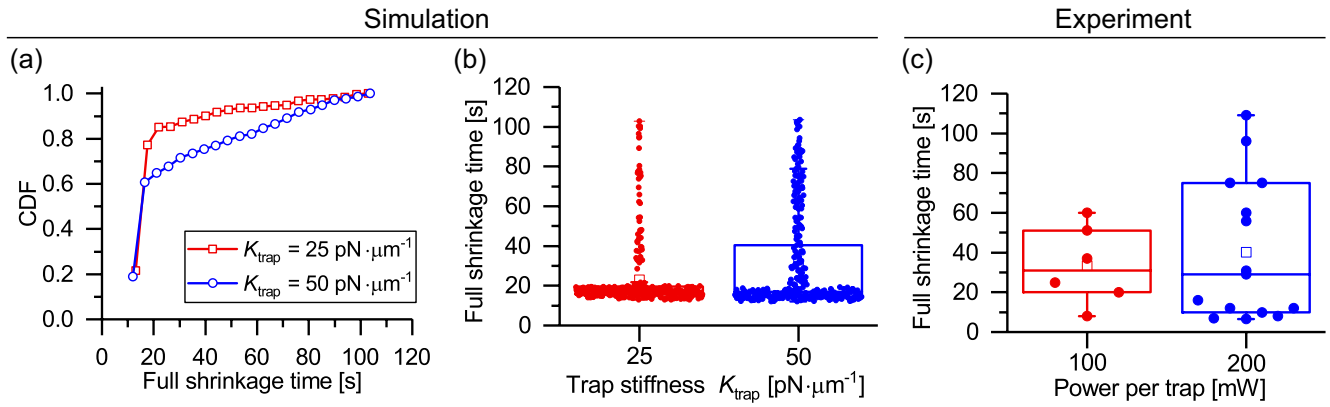 Simulation
Experiment
(a)
CDF
1.0
0.8
0.6
0.4
0.2
0.0
0 20 40 60 80 100 120
Full shrinkage time [s]
K_trap = 25 pN·μm⁻¹
K_trap = 50 pN·μm⁻¹
(b)
Full shrinkage time [s]
120
100
80
60
40
20
0
25 50
Trap stiffness K_trap [pN·μm⁻¹]
(c)
Full shrinkage time [s]
120
100
80
60
40
20
0
100 200
Power per trap [mW]